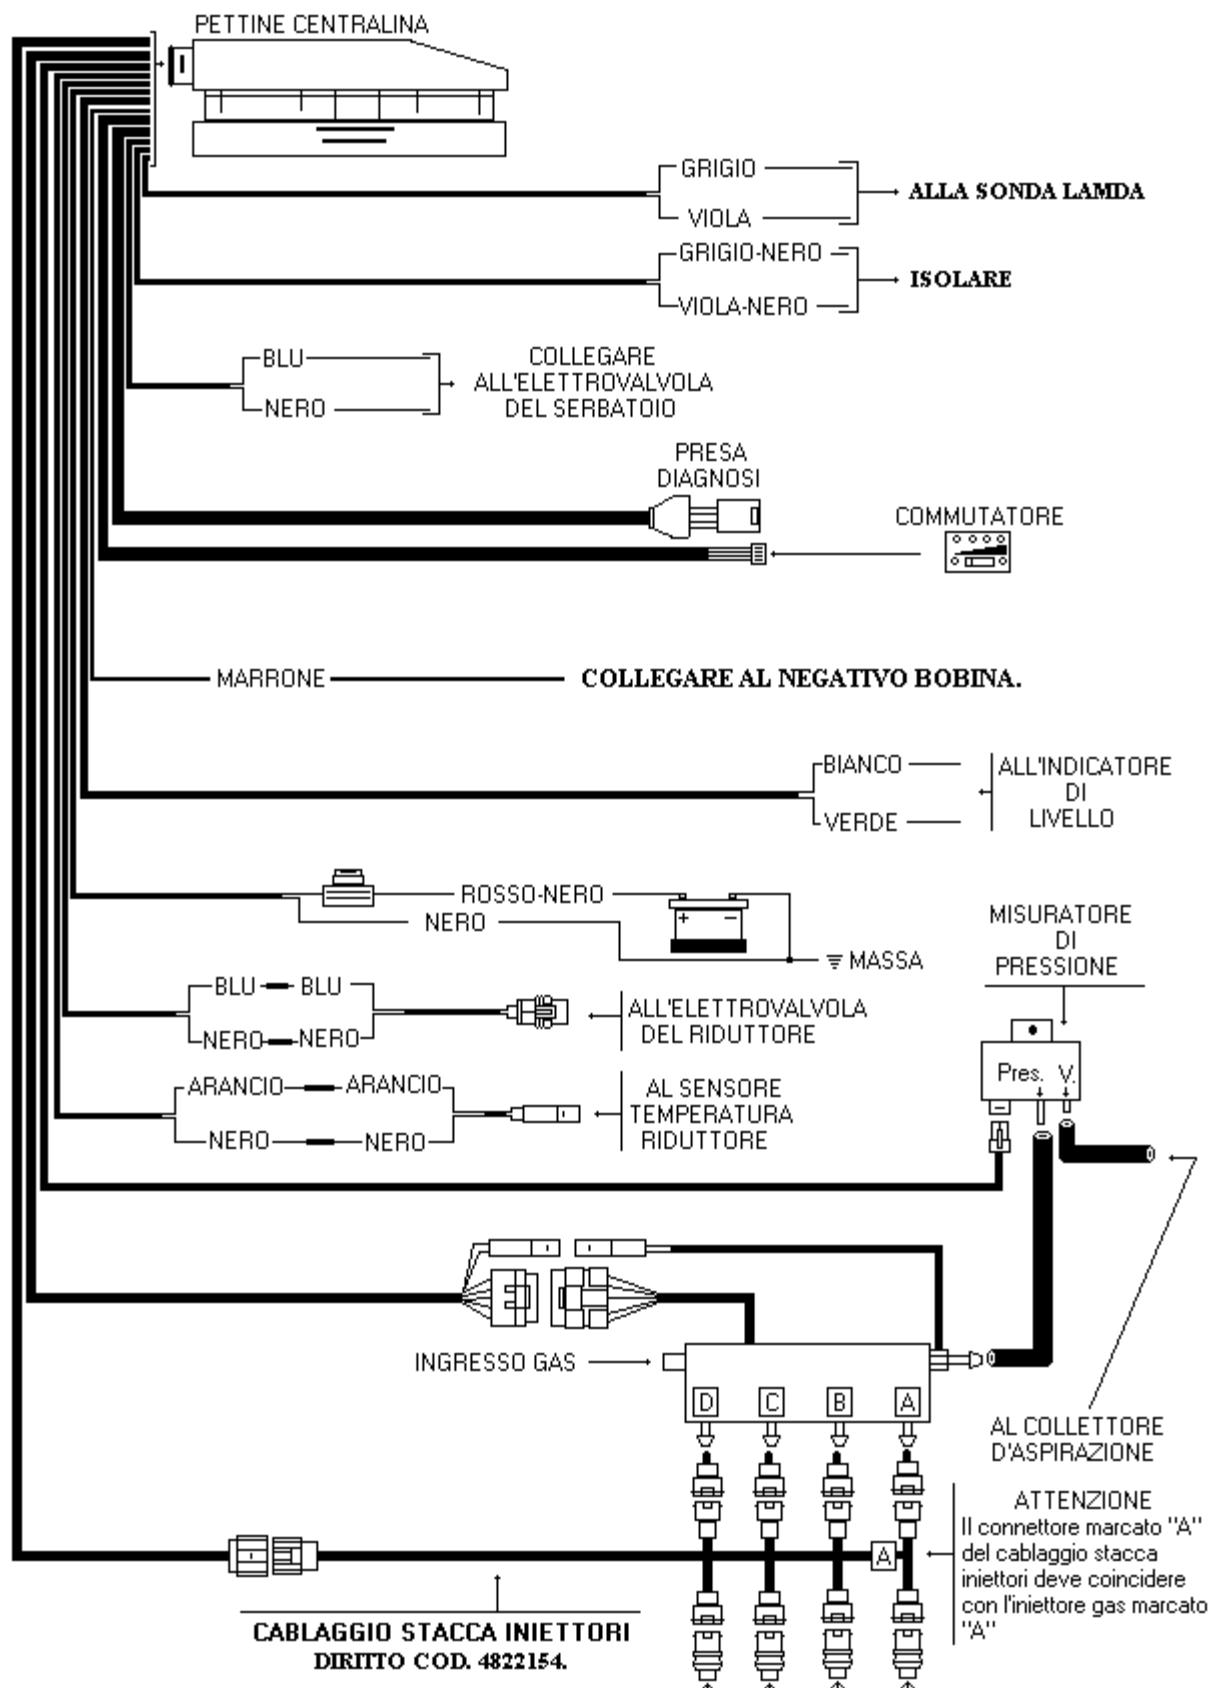 PETTINE CENTRALINA
GRIGIO
VIOLA
ALLA SONDA LAMDA
GRIGIO-NERO
VIOLA-NERO
ISOLARE
BLU
NERO
COLLEGARE
ALL'ELETTROVALVOLA
DEL SERBATOIO
PRESA
DIAGNOSI
COMMUTATORE
MARRONE
COLLEGARE AL NEGATIVO BOBINA.
BIANCO
VERDE
ALL'INDICATORE
DI
LIVELLO
ROSSO-NERO
NERO
+ -
MASSA
MISURATORE
DI
PRESSIONE
Pres. V.
BLU BLU
NERO NERO
ALL'ELETTROVALVOLA
DEL RIDUTTORE
ARANCIO ARANCIO
NERO NERO
AL SENSORE
TEMPERATURA
RIDUTTORE
INGRESSO GAS
D C B A
AL COLLETTORE
D'ASPIRAZIONE
A
ATTENZIONE
Il connettore marcato "A"
del cablaggio stacca
iniettori deve coincidere
con l'iniettore gas marcato
"A"
CABLAGGIO STACCA INIETTORI
DIRITTO COD. 4822154.